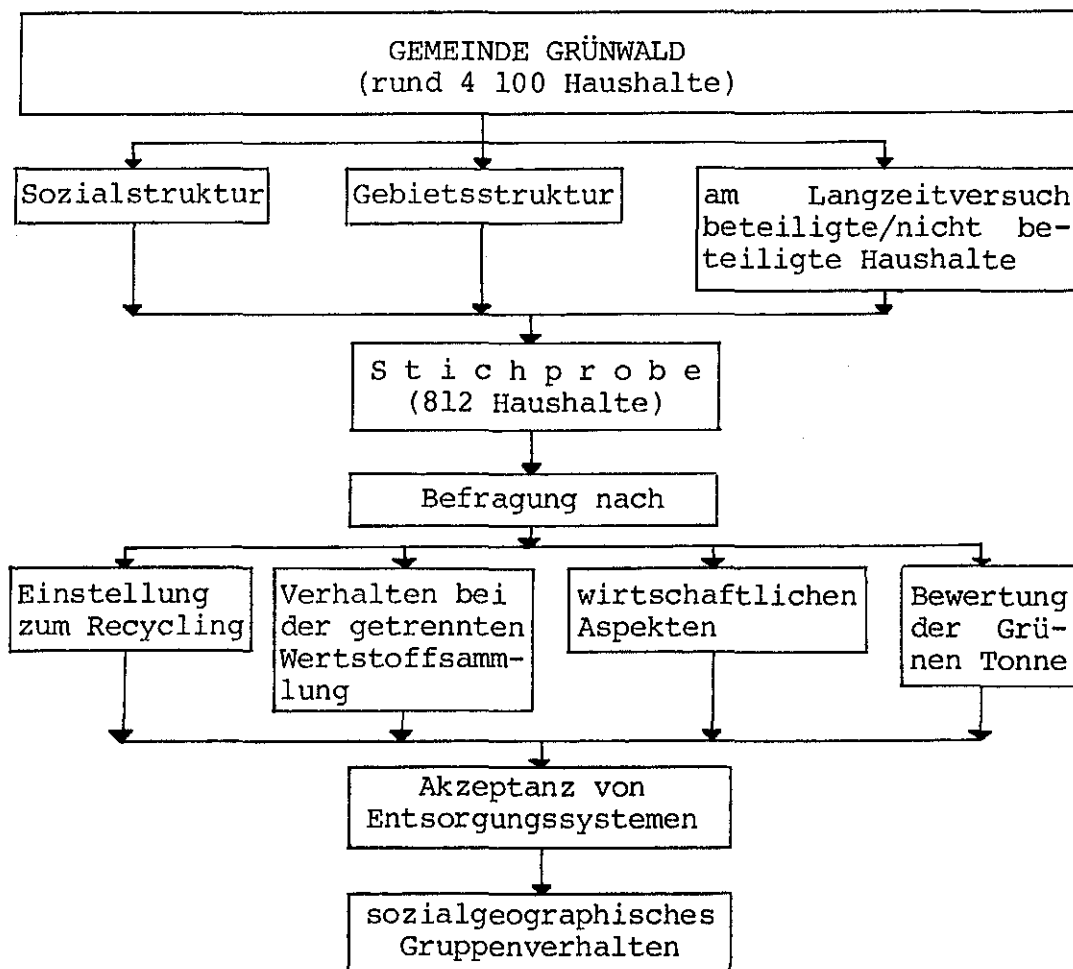 GEMEINDE GRÜNWALD
(rund 4 100 Haushalte)
Sozialstruktur
Gebietsstruktur
am Langzeitversuch
beteiligte/nicht be-
teiligte Haushalte
S t i c h p r o b e
(812 Haushalte)
Befragung nach
Einstellung
zum Recycling
Verhalten bei
der getrennten
Wertstoffsamm-
lung
wirtschaftlichen
Aspekten
Bewertung
der Grü-
nen Tonne
Akzeptanz von
Entsorgungssystemen
sozialgeographisches
Gruppenverhalten